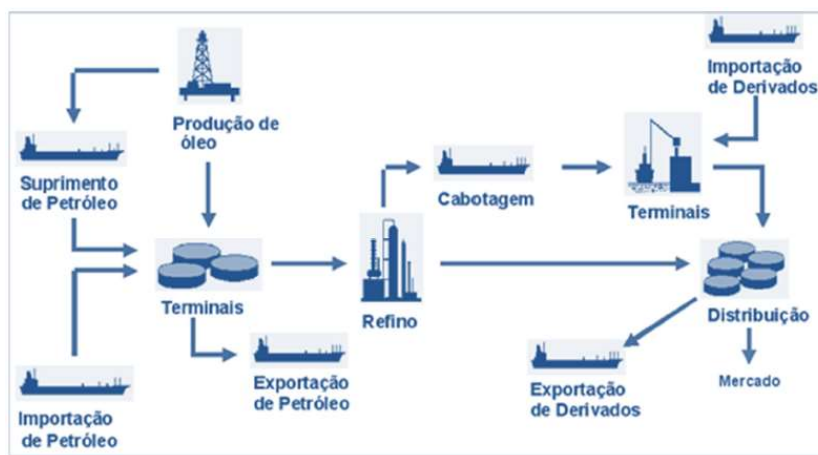 Importação
de Derivados
Produção de
óleo
Suprimento
de Petróleo
Cabotagem
Terminais
Terminais
Refino
Distribuição
Exportação
de Petróleo
Exportação
de Derivados
Mercado
Importação
de Petróleo